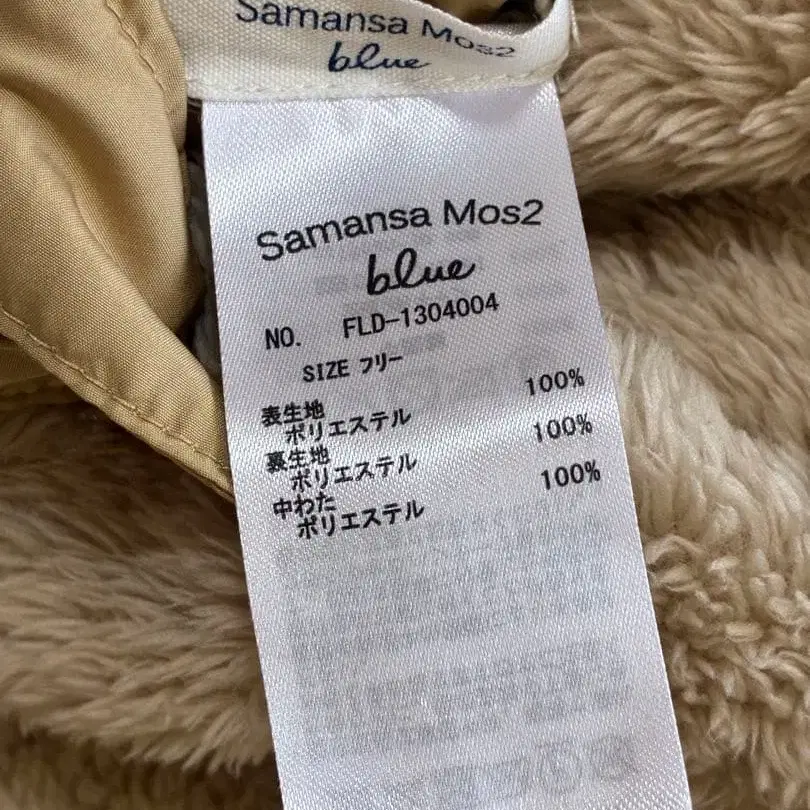 Samansa Mos2
blue
Samansa Mos2
blue
NO. FLD-1304004
SIZE フリー
表生地
ポリエステル 100%
裏生地
ポリエステル 100%
中わた
ポリエステル 100%